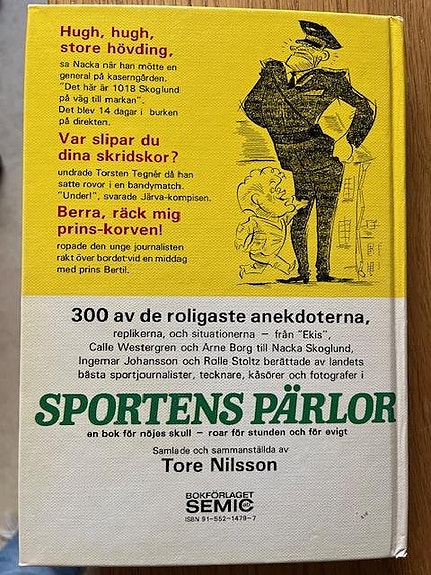 Hugh, hugh,
store hövding,
sa Nacka när han mötte en
general på kaserngården.
"Det här är 1018 Skoglund
på väg till markan".
Det blev 14 dagar i burken
på direkten.
Var slipar du
dina skridskor?
undrade Torsten Tegnér då han
satte rovor i en bandymatch.
"Under!", svarade Järva-kompisen.
Berra, räck mig
prins-korven!
ropade den unge journalisten
rakt över bordet vid en middag
med prins Bertil.
300 av de roligaste anekdoterna,
replikerna, och situationerna – från "Ekis",
Calle Westergren och Arne Borg till Nacka Skoglund,
Ingemar Johansson och Rolle Stoltz berättade av landets
bästa sportjournalister, tecknare, kåsörer och fotografer i
SPORTENS PÄRLOR
en bok för nöjes skull – roar för stunden och för evigt
Samlade och sammanställda av
Tore Nilsson
BOKFÖRLAGET
SEMIC
ISBN 91-552-1479-7